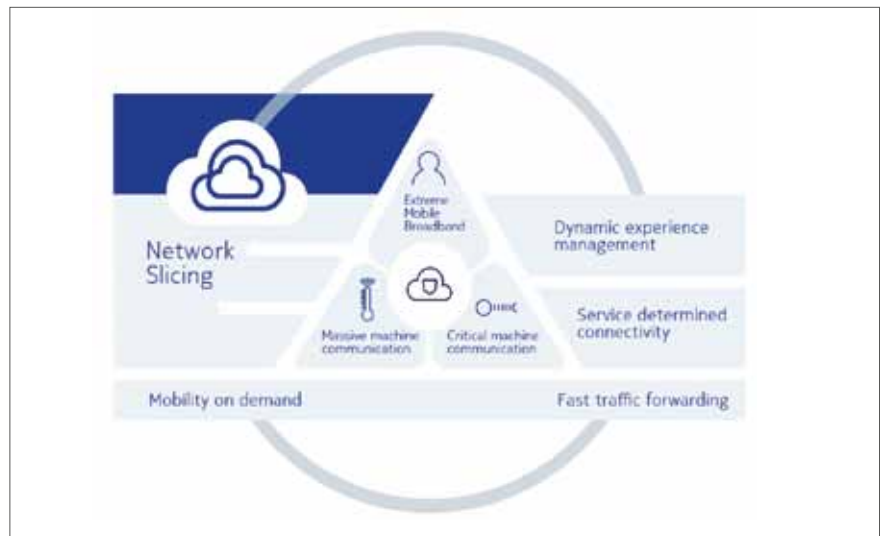 Extreme
Mobile
Broadband
Network
Slicing
Dynamic experience
management
Massive machine
communication
Critical machine
communication
Service determined
connectivity
Mobility on demand
Fast traffic forwarding